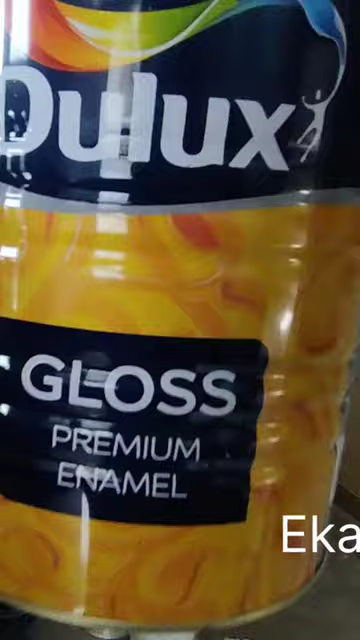 Dulux
GLOSS
PREMIUM
ENAMEL
Eka